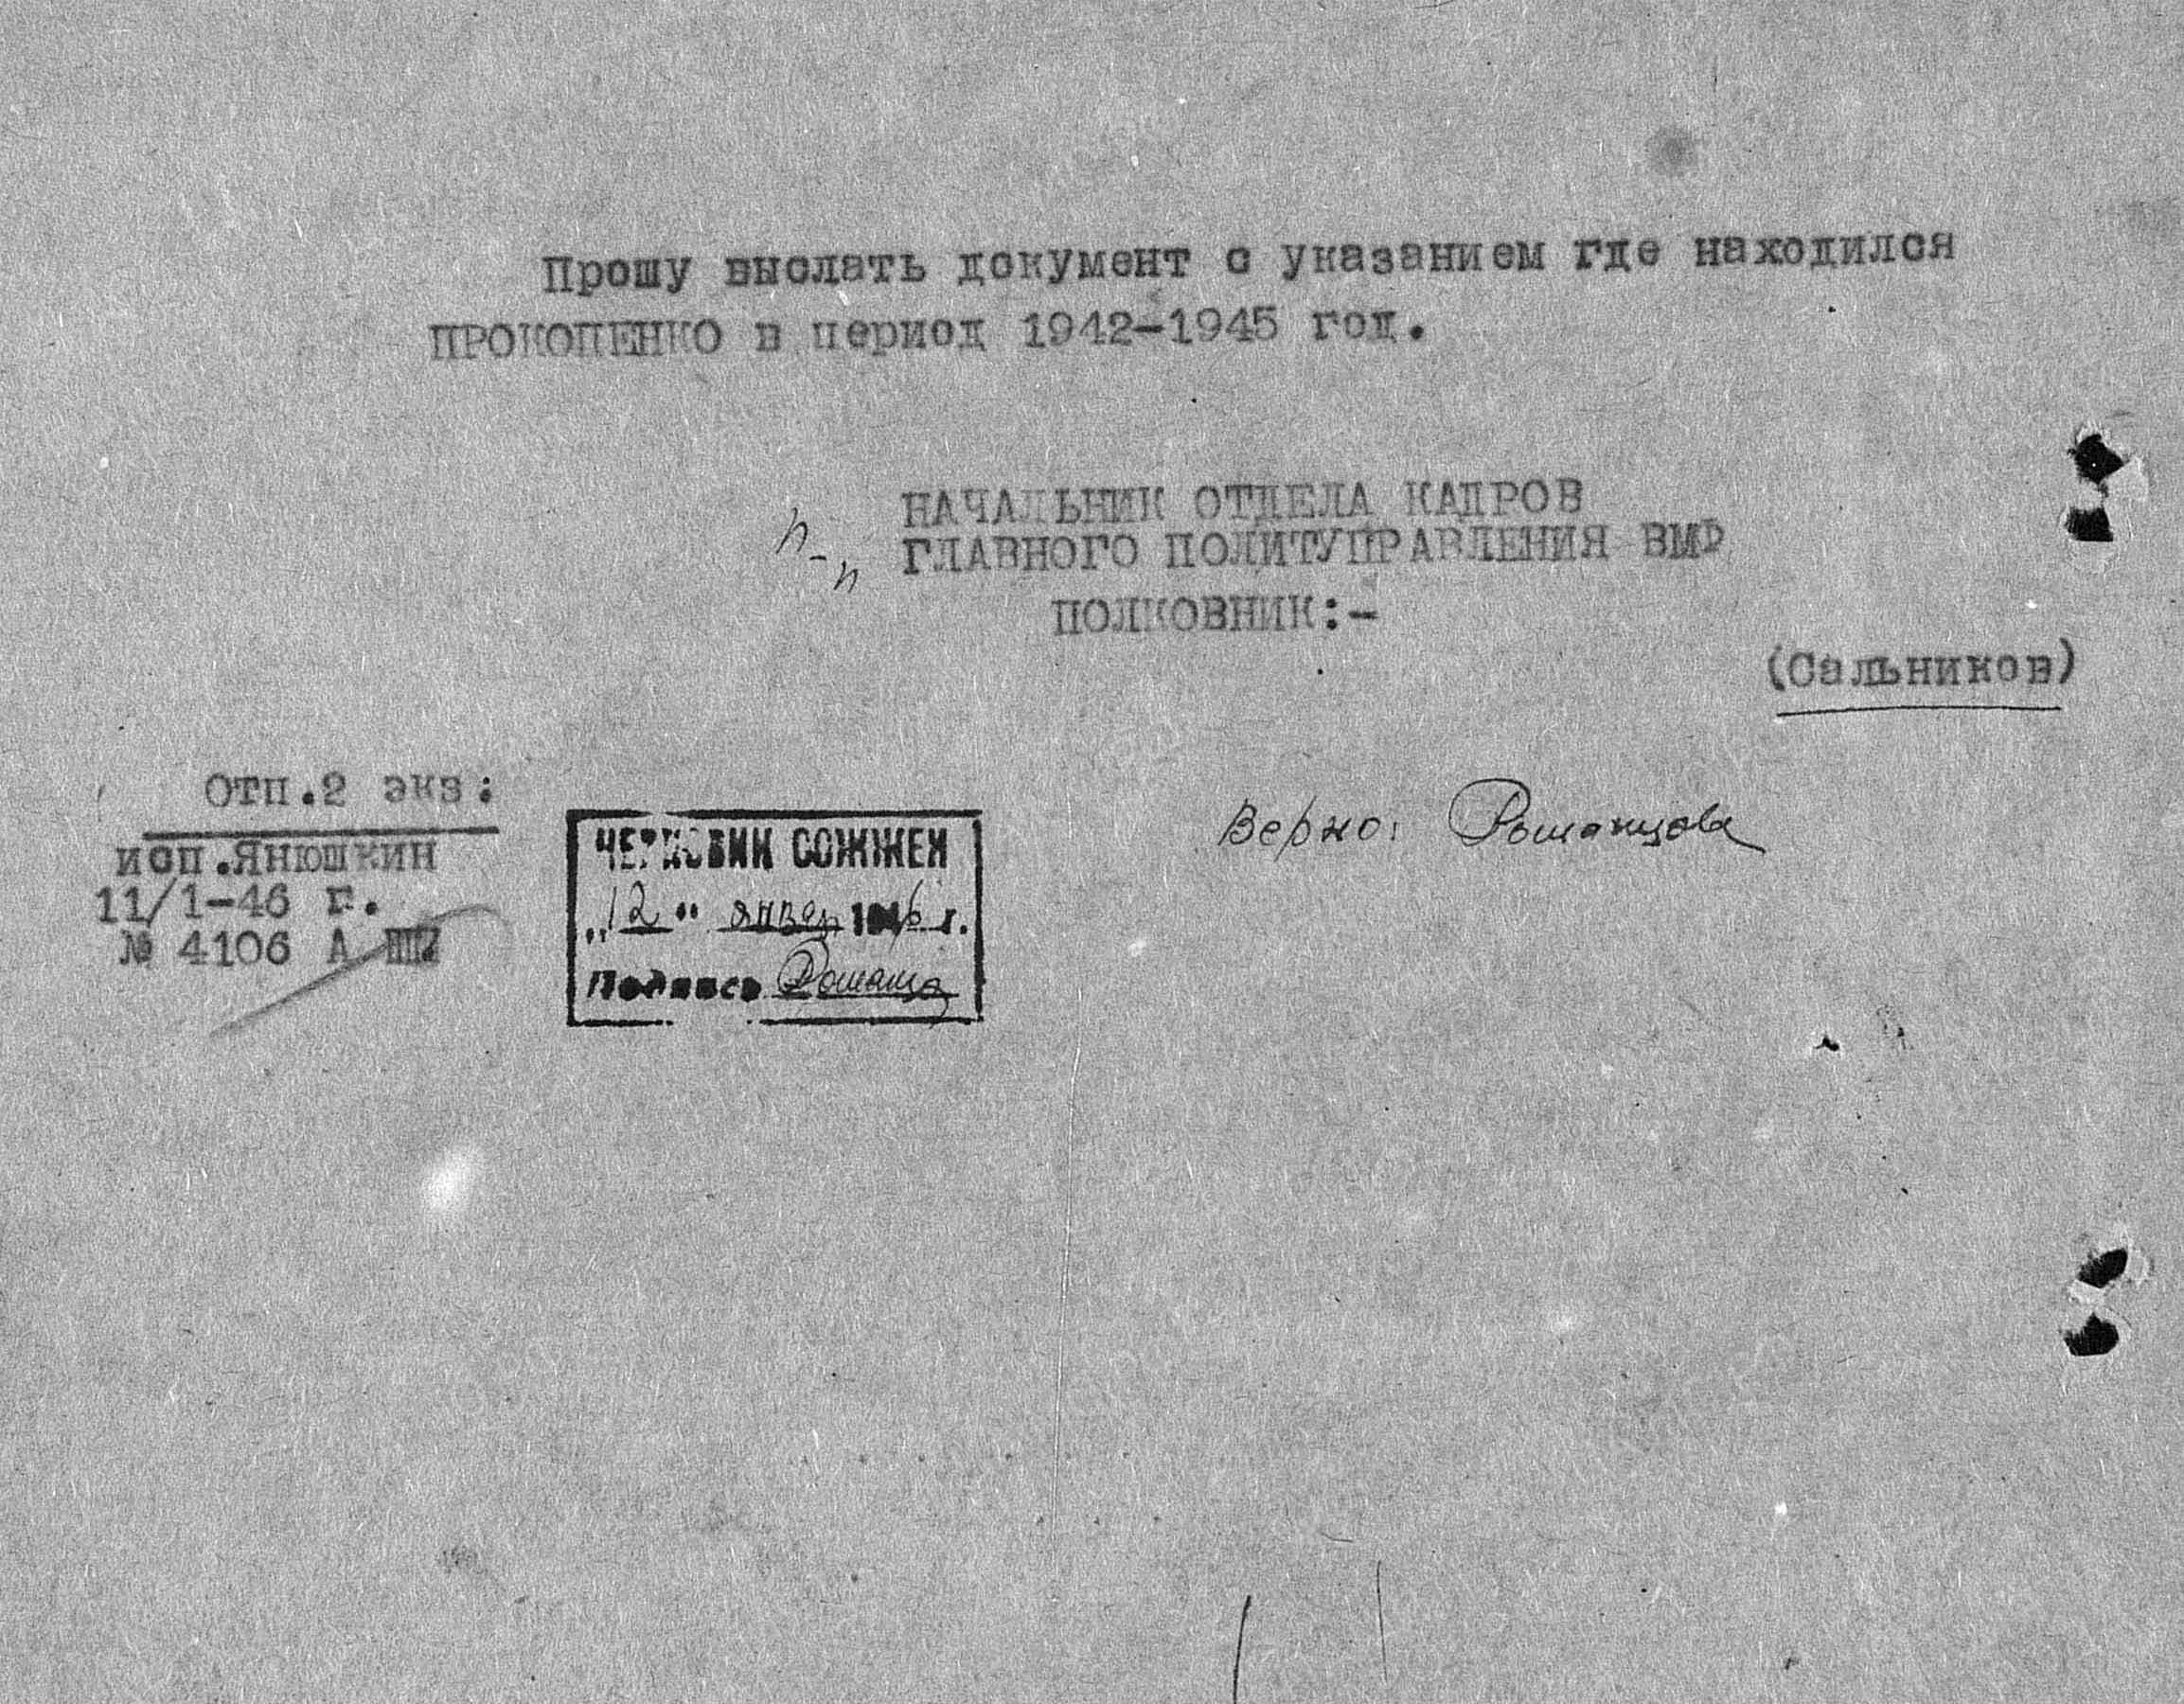 Прошу выслать документ с указанием где находился
ПРОКОПЕНКО в период 1942-1945 год.
п-п
НАЧАЛЬНИК ОТДЕЛА КАДРОВ
ГЛАВНОГО ПОЛИТУПРАВЛЕНИЯ ВМФ
ПОЛКОВНИК:-
(Сальников)
Отп.2 экз:
исп.Янюшкин
11/1-46 г.
№ 4106 А
ЧЕРНОВИК СОЖЖЕН
"12" январ 1946 г.
Подпись
Верно: